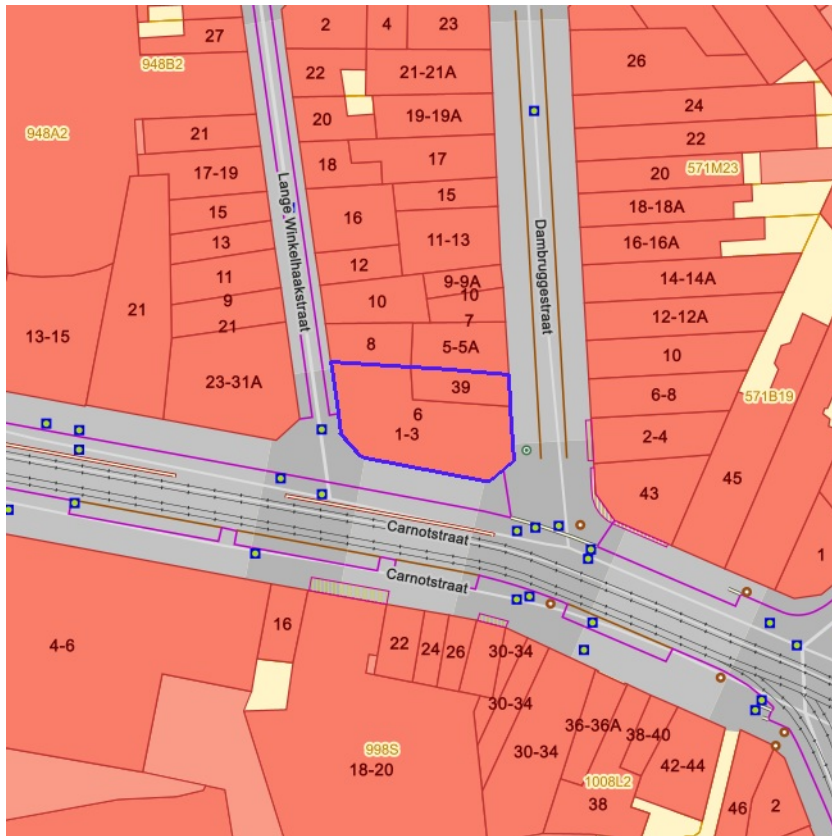 2
4
23
27
948B2
26
22
21-21A
24
20
19-19A
21
948A2
22
18
17
17-19
20
571M23
15
15
18-18A
16
13
11-13
16-16A
Lange Winkelhaakstraat
Dambruggestraat
12
11
9-9A
14-14A
10
10
9
7
12-12A
21
21
13-15
8
5-5A
10
23-31A
39
6-8
571B19
6
1-3
2-4
45
43
Carnotstraat
1
Carnotstraat
16
4-6
22
24
26
30-34
30-34
36-36A
38-40
998S
30-34
18-20
42-44
1008L2
38
46
2